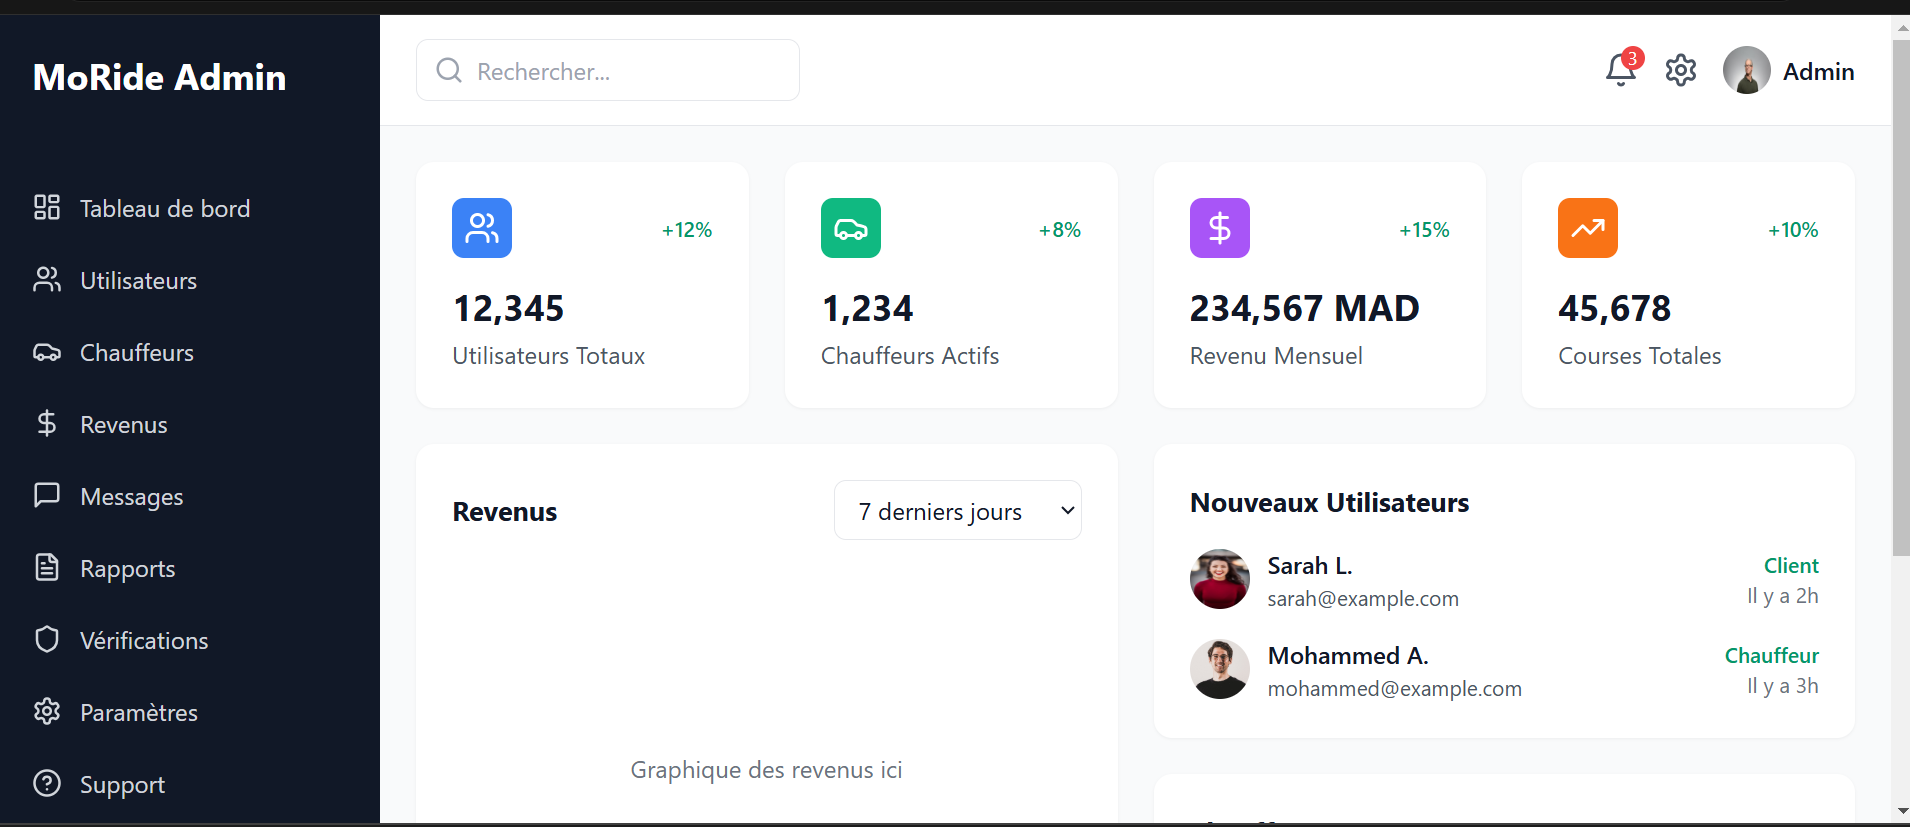 MoRide Admin
Tableau de bord
Utilisateurs
Chauffeurs
Revenus
Messages
Rapports
Vérifications
Paramètres
Support
Rechercher...
3
Admin
+12%
12,345
Utilisateurs Totaux
+8%
1,234
Chauffeurs Actifs
+15%
234,567 MAD
Revenu Mensuel
+10%
45,678
Courses Totales
Revenus
7 derniers jours
Graphique des revenus ici
Nouveaux Utilisateurs
Sarah L.
Client
sarah@example.com
Il y a 2h
Mohammed A.
Chauffeur
mohammed@example.com
Il y a 3h